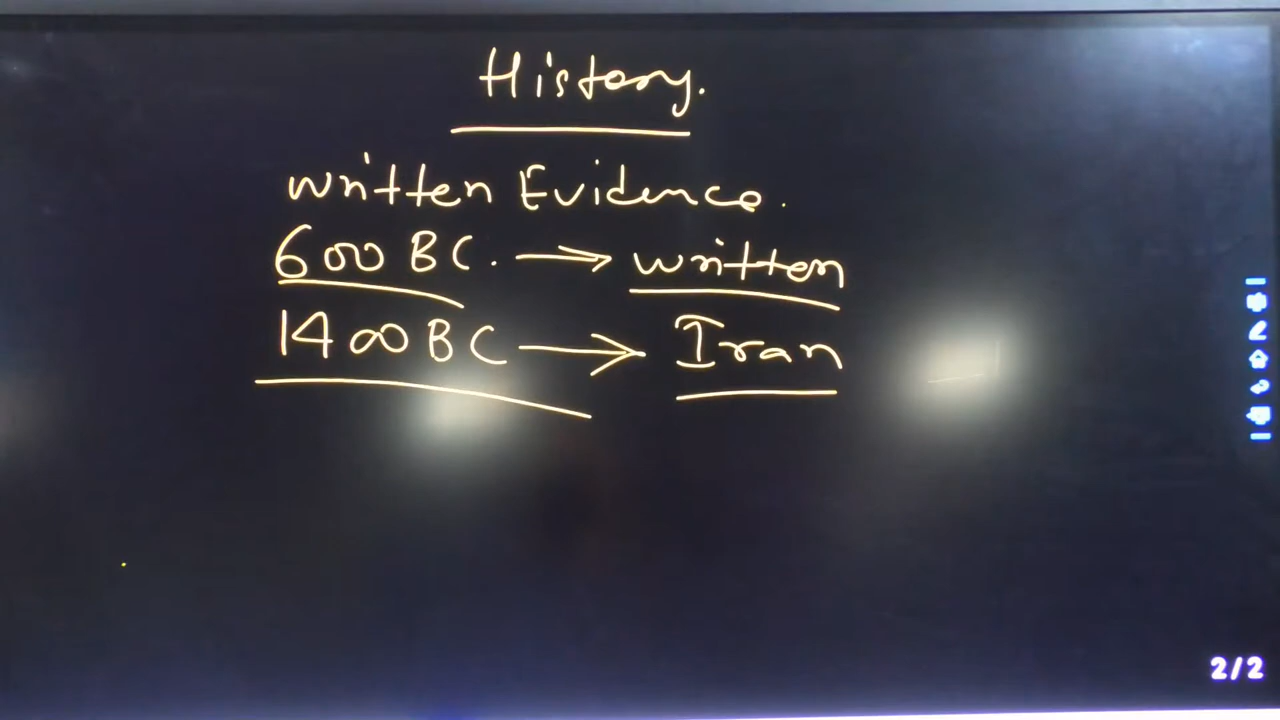 History.
written Evidence.
600 BC. → written
1400 BC → Iran
2/2